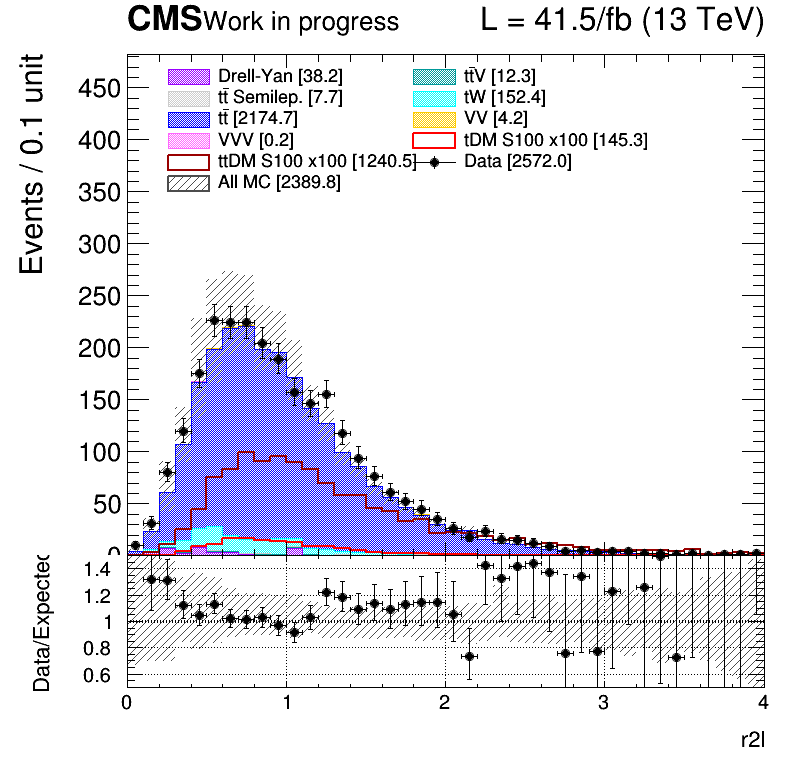 CMS Work in progress L = 41.5/fb (13 TeV)
Events / 0.1 unit
450
400
350
300
250
200
150
100
50
0
Drell-Yan [38.2] tt̄V [12.3]
tt̄ Semilep. [7.7] tW [152.4]
tt̄ [2174.7] VV [4.2]
VVV [0.2] tDM S100 x100 [145.3]
ttDM S100 x100 [1240.5] Data [2572.0]
All MC [2389.8]
Data/Expected
1.4
1.2
1
0.8
0.6
0 1 2 3 4
r2l